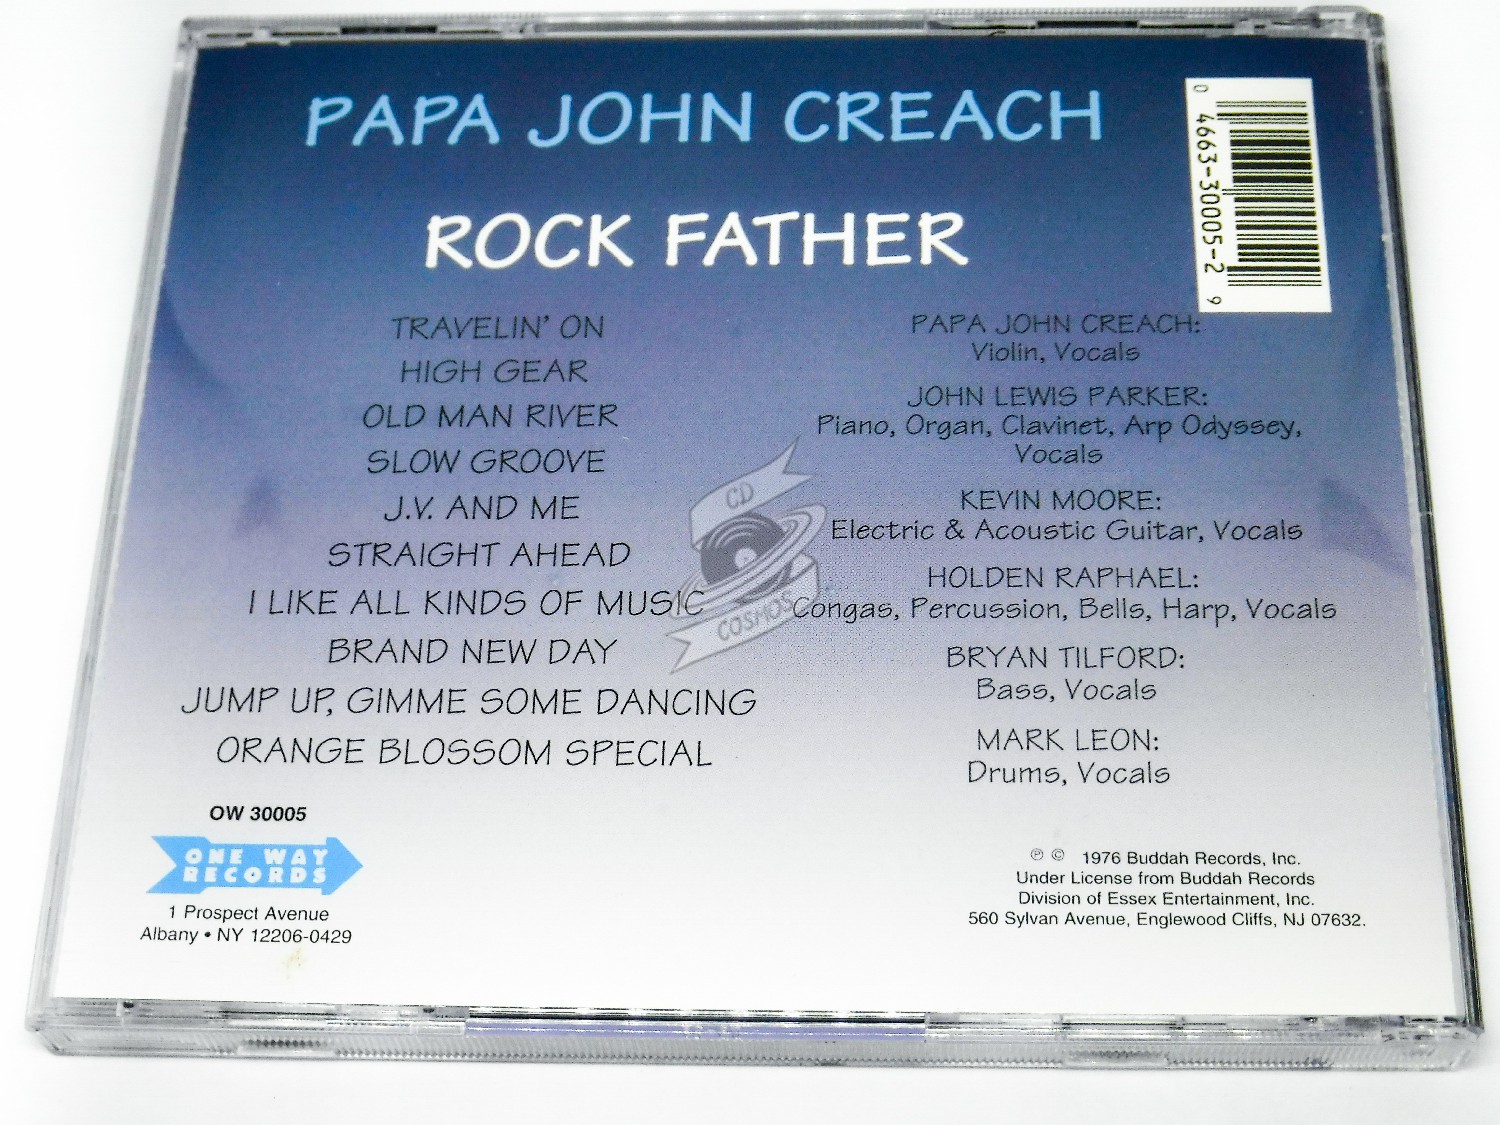 PAPA JOHN CREACH
ROCK FATHER
0 4663-30005-2 9
TRAVELIN' ON
HIGH GEAR
OLD MAN RIVER
SLOW GROOVE
J.V. AND ME
STRAIGHT AHEAD
I LIKE ALL KINDS OF MUSIC
BRAND NEW DAY
JUMP UP, GIMME SOME DANCING
ORANGE BLOSSOM SPECIAL
PAPA JOHN CREACH:
Violin, Vocals
JOHN LEWIS PARKER:
Piano, Organ, Clavinet, Arp Odyssey,
Vocals
KEVIN MOORE:
Electric & Acoustic Guitar, Vocals
HOLDEN RAPHAEL:
Congas, Percussion, Bells, Harp, Vocals
BRYAN TILFORD:
Bass, Vocals
MARK LEON:
Drums, Vocals
CD
COSMOS
OW 30005
ONE WAY
RECORDS
1 Prospect Avenue
Albany • NY 12206-0429
℗ © 1976 Buddah Records, Inc.
Under License from Buddah Records
Division of Essex Entertainment, Inc.
560 Sylvan Avenue, Englewood Cliffs, NJ 07632.